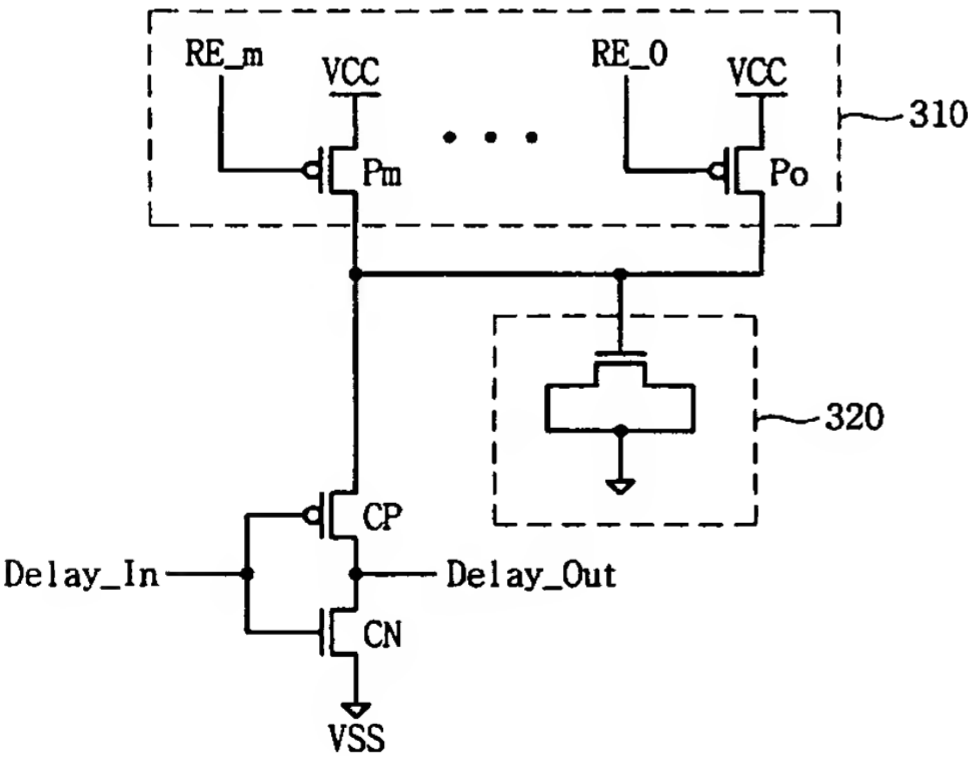 RE_m
RE_0
VCC
VCC
310
Pm
Po
320
CP
Delay_In
Delay_Out
CN
VSS